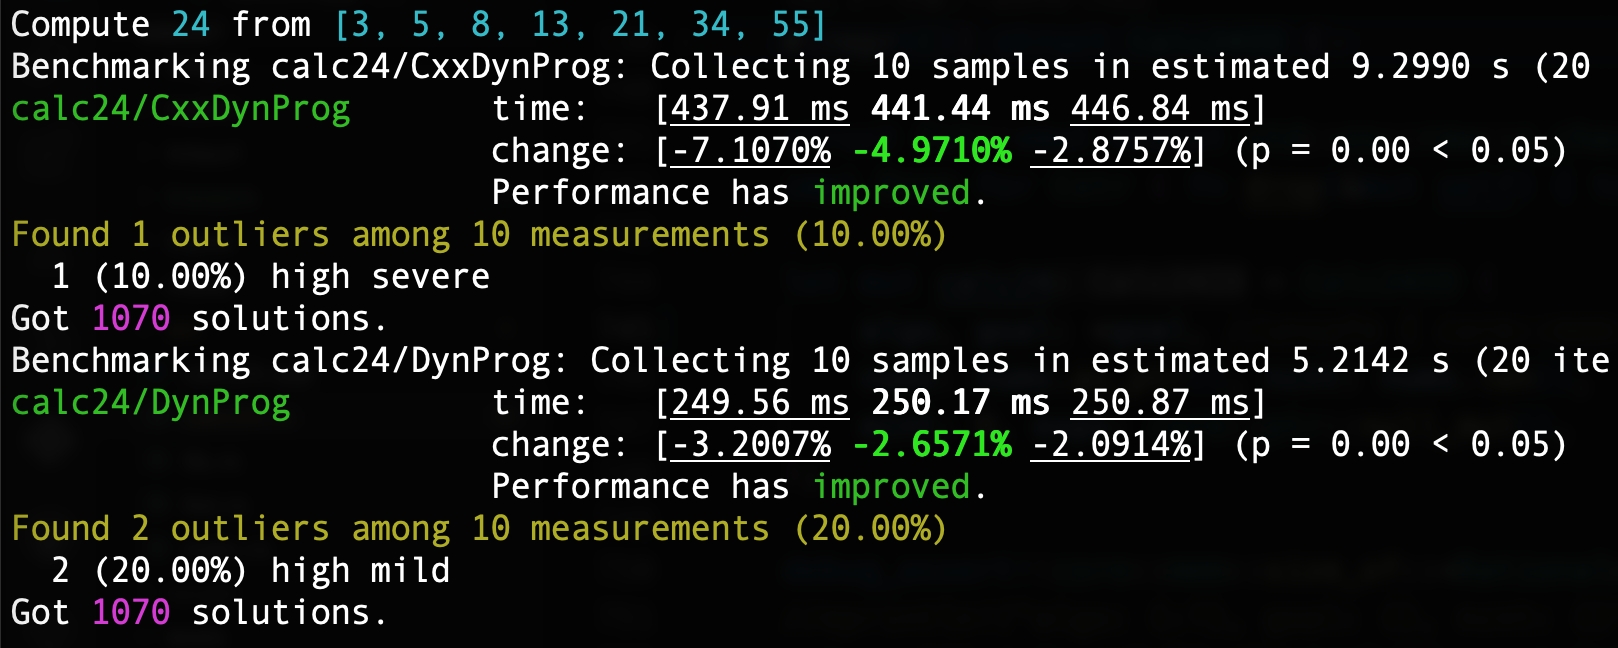 Compute 24 from [3, 5, 8, 13, 21, 34, 55]
Benchmarking calc24/CxxDynProg: Collecting 10 samples in estimated 9.2990 s (20
calc24/CxxDynProg       time:   [437.91 ms 441.44 ms 446.84 ms]
                        change: [-7.1070% -4.9710% -2.8757%] (p = 0.00 < 0.05)
                        Performance has improved.
Found 1 outliers among 10 measurements (10.00%)
  1 (10.00%) high severe
Got 1070 solutions.
Benchmarking calc24/DynProg: Collecting 10 samples in estimated 5.2142 s (20 ite
calc24/DynProg          time:   [249.56 ms 250.17 ms 250.87 ms]
                        change: [-3.2007% -2.6571% -2.0914%] (p = 0.00 < 0.05)
                        Performance has improved.
Found 2 outliers among 10 measurements (20.00%)
  2 (20.00%) high mild
Got 1070 solutions.